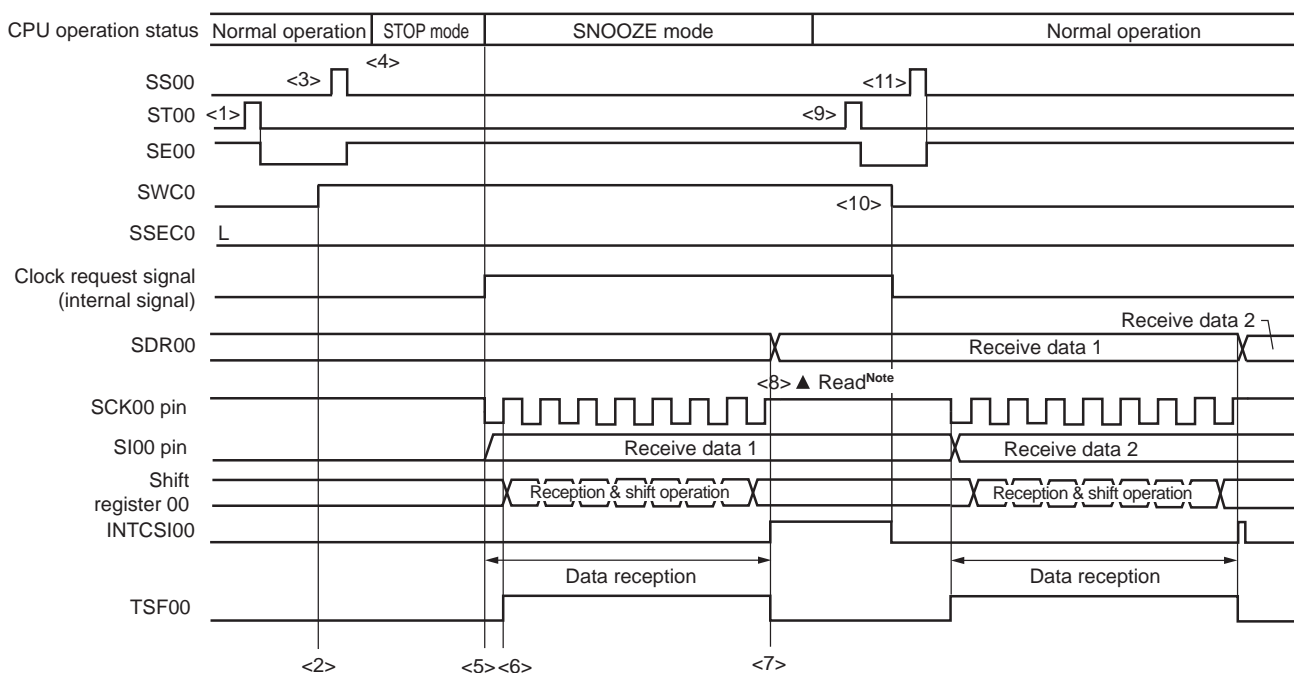 CPU operation status Normal operation STOP mode SNOOZE mode Normal operation
<4>
<3> <11>
SS00
<1> <9>
ST00
SE00
SWC0
<10>
SSEC0 L
Clock request signal
(internal signal)
Receive data 2
SDR00 Receive data 1
<8> ▲ ReadNote
SCK00 pin
SI00 pin Receive data 1 Receive data 2
Shift
register 00 Reception & shift operation Reception & shift operation
INTCSI00
Data reception Data reception
TSF00
<2> <5> <6> <7>